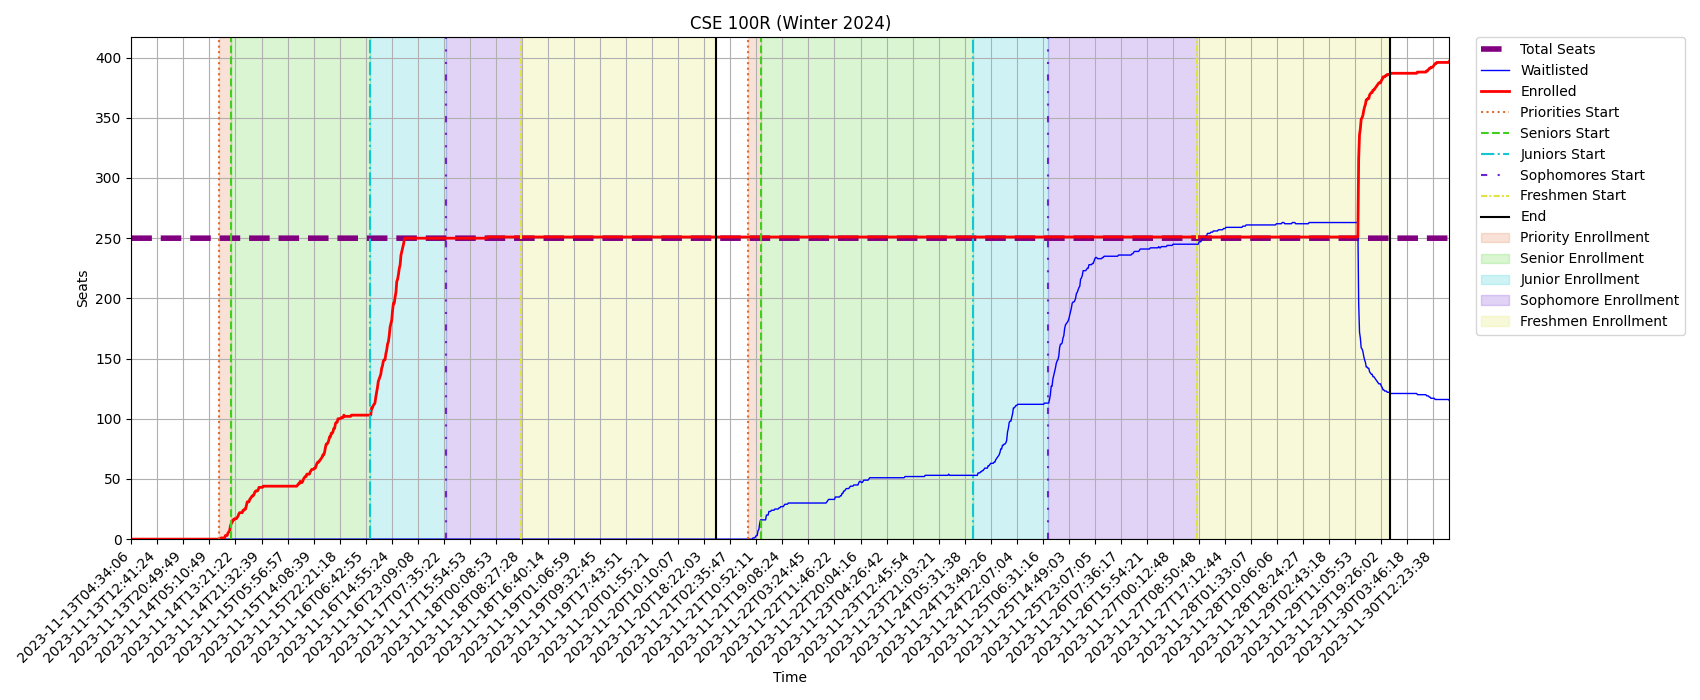 CSE 100R (Winter 2024)
400
350
300
250
200
150
100
50
0
Seats
2023-11-13T04:34:06
2023-11-13T12:41:24
2023-11-13T20:49:49
2023-11-14T05:10:49
2023-11-14T13:21:22
2023-11-14T21:32:39
2023-11-15T05:56:57
2023-11-15T14:08:39
2023-11-15T22:21:18
2023-11-16T06:42:55
2023-11-16T14:55:24
2023-11-16T23:09:08
2023-11-17T07:35:22
2023-11-17T15:54:53
2023-11-18T00:08:53
2023-11-18T08:27:28
2023-11-18T16:40:14
2023-11-19T01:06:59
2023-11-19T09:32:45
2023-11-19T17:43:51
2023-11-20T01:55:21
2023-11-20T10:10:07
2023-11-20T18:22:03
2023-11-21T02:35:47
2023-11-21T10:52:11
2023-11-21T19:08:24
2023-11-22T03:24:45
2023-11-22T11:46:22
2023-11-22T20:04:16
2023-11-23T04:26:42
2023-11-23T12:45:54
2023-11-23T21:03:21
2023-11-24T05:31:38
2023-11-24T13:49:26
2023-11-24T22:07:04
2023-11-25T06:31:16
2023-11-25T14:49:03
2023-11-25T23:07:05
2023-11-26T07:36:17
2023-11-26T15:54:21
2023-11-27T00:12:48
2023-11-27T08:50:48
2023-11-27T17:12:44
2023-11-28T01:33:07
2023-11-28T10:06:06
2023-11-28T18:24:27
2023-11-29T02:43:18
2023-11-29T11:05:53
2023-11-29T19:26:02
2023-11-30T03:46:18
2023-11-30T12:23:38
Time
Total Seats
Waitlisted
Enrolled
Priorities Start
Seniors Start
Juniors Start
Sophomores Start
Freshmen Start
End
Priority Enrollment
Senior Enrollment
Junior Enrollment
Sophomore Enrollment
Freshmen Enrollment